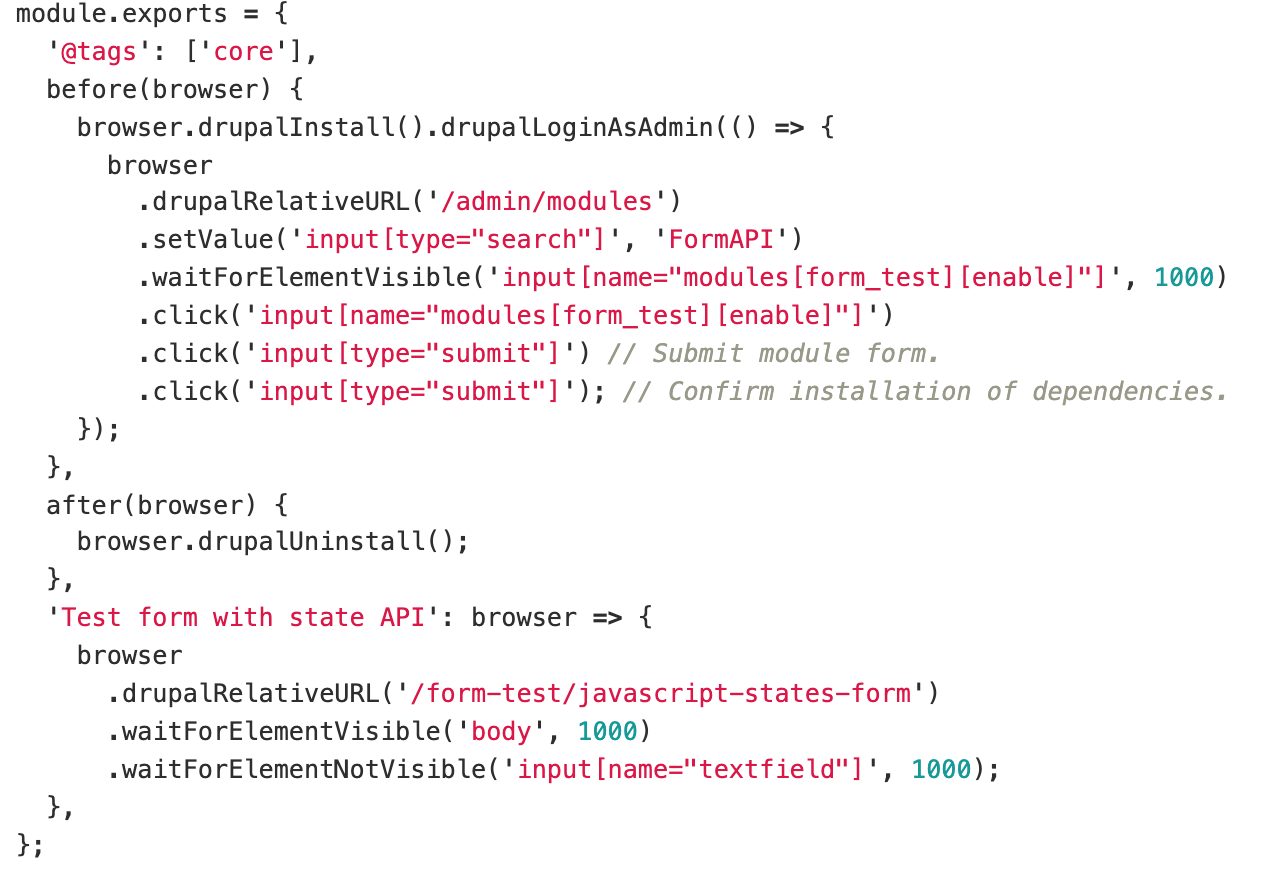 module.exports = {
  '@tags': ['core'],
  before(browser) {
    browser.drupalInstall().drupalLoginAsAdmin(() => {
      browser
        .drupalRelativeURL('/admin/modules')
        .setValue('input[type="search"]', 'FormAPI')
        .waitForElementVisible('input[name="modules[form_test][enable]"]', 1000)
        .click('input[name="modules[form_test][enable]"]')
        .click('input[type="submit"]') // Submit module form.
        .click('input[type="submit"]'); // Confirm installation of dependencies.
    });
  },
  after(browser) {
    browser.drupalUninstall();
  },
  'Test form with state API': browser => {
    browser
      .drupalRelativeURL('/form-test/javascript-states-form')
      .waitForElementVisible('body', 1000)
      .waitForElementNotVisible('input[name="textfield"]', 1000);
  },
};